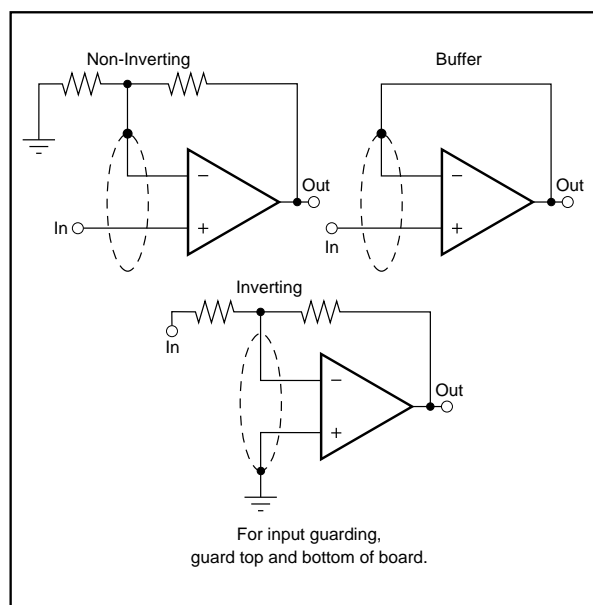 Non-Inverting
Buffer
−
+
In
Out
−
+
In
Out
Inverting
In
−
+
Out
For input guarding,
guard top and bottom of board.